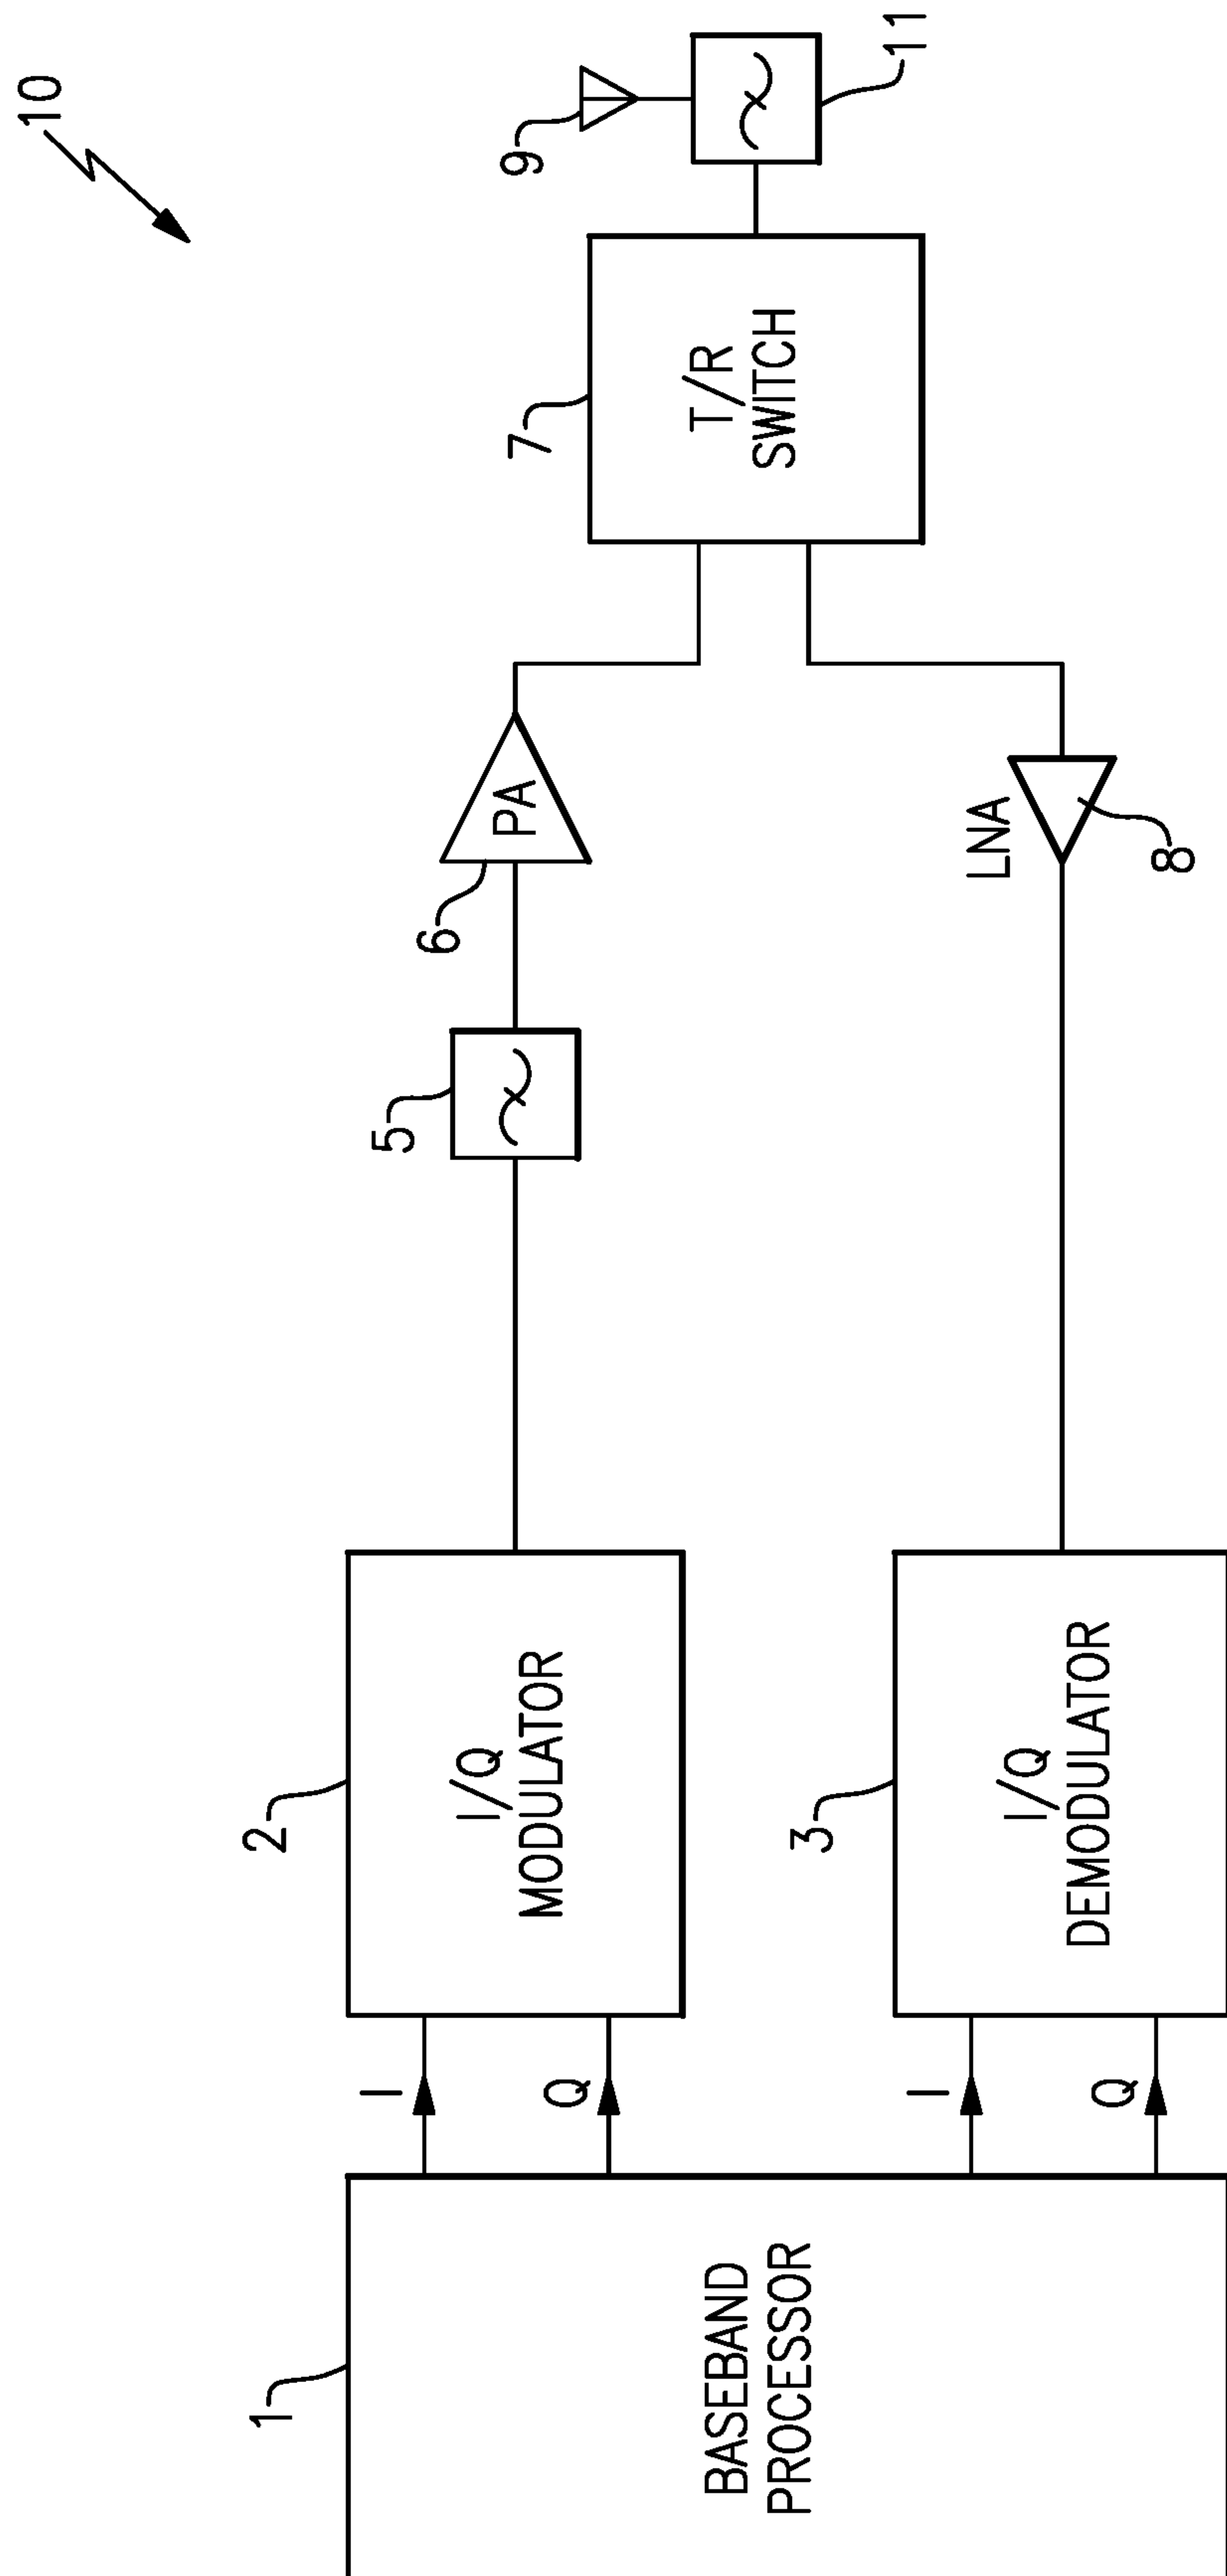 10
1
BASEBAND
PROCESSOR
I
Q
I
Q
2
I/Q
MODULATOR
3
I/Q
DEMODULATOR
5
6
PA
LNA
8
7
T/R
SWITCH
9
11